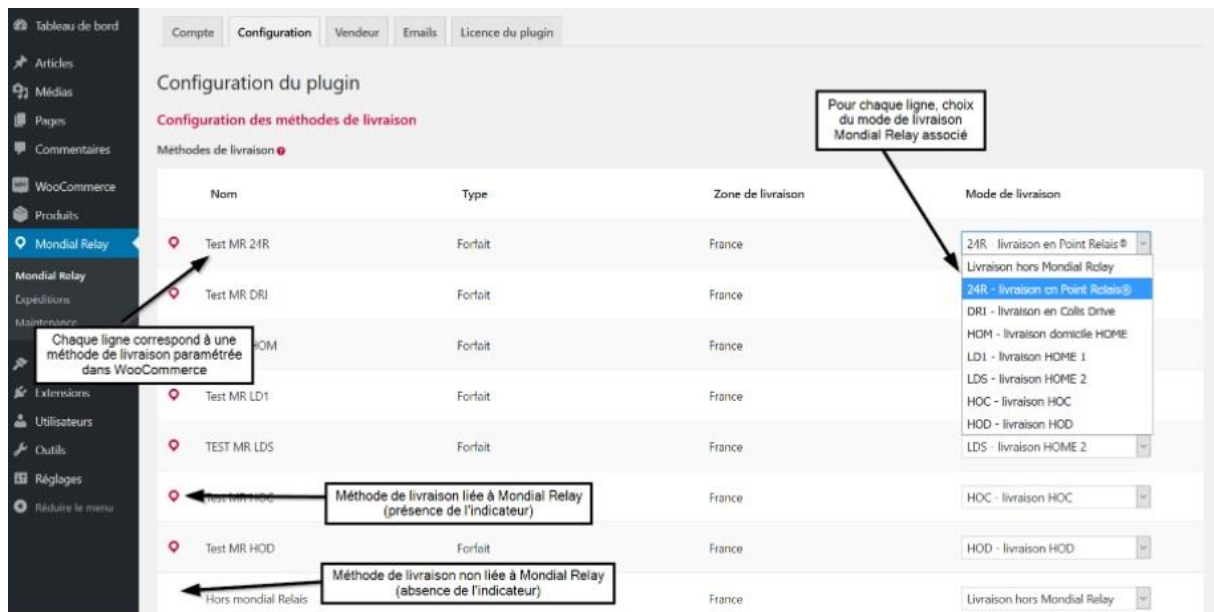 Tableau de bord
Articles
Médias
Pages
Commentaires
WooCommerce
Produits
Mondial Relay
Mondial Relay
Expéditions
Maintenance
Extensions
Utilisateurs
Outils
Réglages
Réduire le menu
Compte Configuration Vendeur Emails Licence du plugin
Configuration du plugin
Configuration des méthodes de livraison
Méthodes de livraison
Pour chaque ligne, choix
du mode de livraison
Mondial Relay associé
Nom Type Zone de livraison Mode de livraison
Test MR 24R Forfait France 24R - livraison en Point Relais®
Livraison hors Mondial Relay
24R - livraison en Point Relais®
DRI - livraison en Colis Drive
HOM - livraison domicile HOME
LD1 - livraison HOME 1
LDS - livraison HOME 2
HOC - livraison HOC
HOD - livraison HOD
Test MR DRI Forfait France
Chaque ligne correspond à une
méthode de livraison paramétrée
dans WooCommerce
HOM Forfait France
Test MR LD1 Forfait France
TEST MR LDS Forfait France LDS - livraison HOME 2
Test MR HOC France HOC - livraison HOC
Méthode de livraison liée à Mondial Relay
(présence de l'indicateur)
Test MR HOD Forfait France HOD - livraison HOD
Méthode de livraison non liée à Mondial Relay
(absence de l'indicateur)
Hors mondial Relais France Livraison hors Mondial Relay